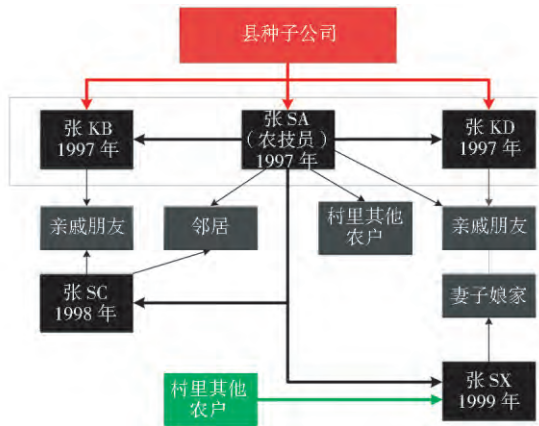 县种子公司
张 KB
1997 年
张 SA
（农技员）
1997 年
张 KD
1997 年
亲戚朋友
邻居
村里其他
农户
亲戚朋友
张 SC
1998 年
妻子娘家
村里其他
农户
张 SX
1999 年